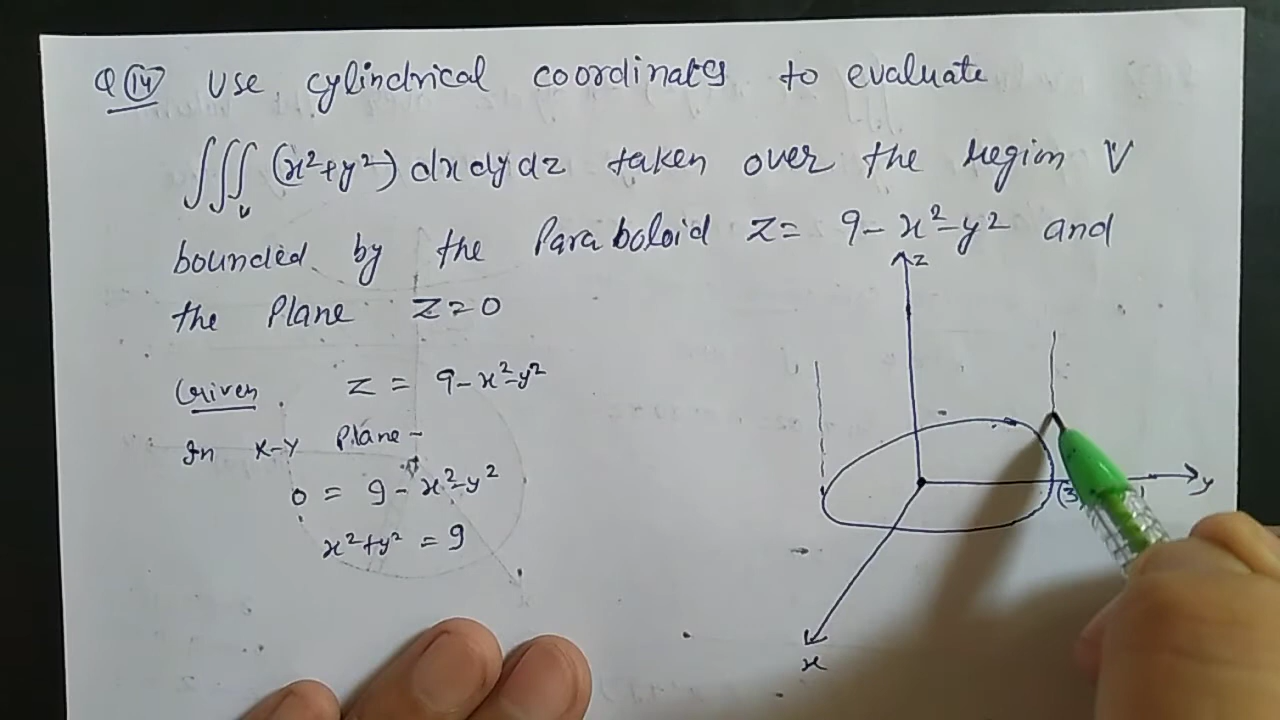 Q 14 Use cylindrical coordinates to evaluate
∭_V (x²+y²) dx dy dz taken over the region V
bounded by the Paraboloid z = 9-x²-y² and
the Plane z=0
Given. z = 9-x²-y²
In X-Y Plane-
0 = 9-x²-y²
x²+y² = 9
z
y
(3,
x